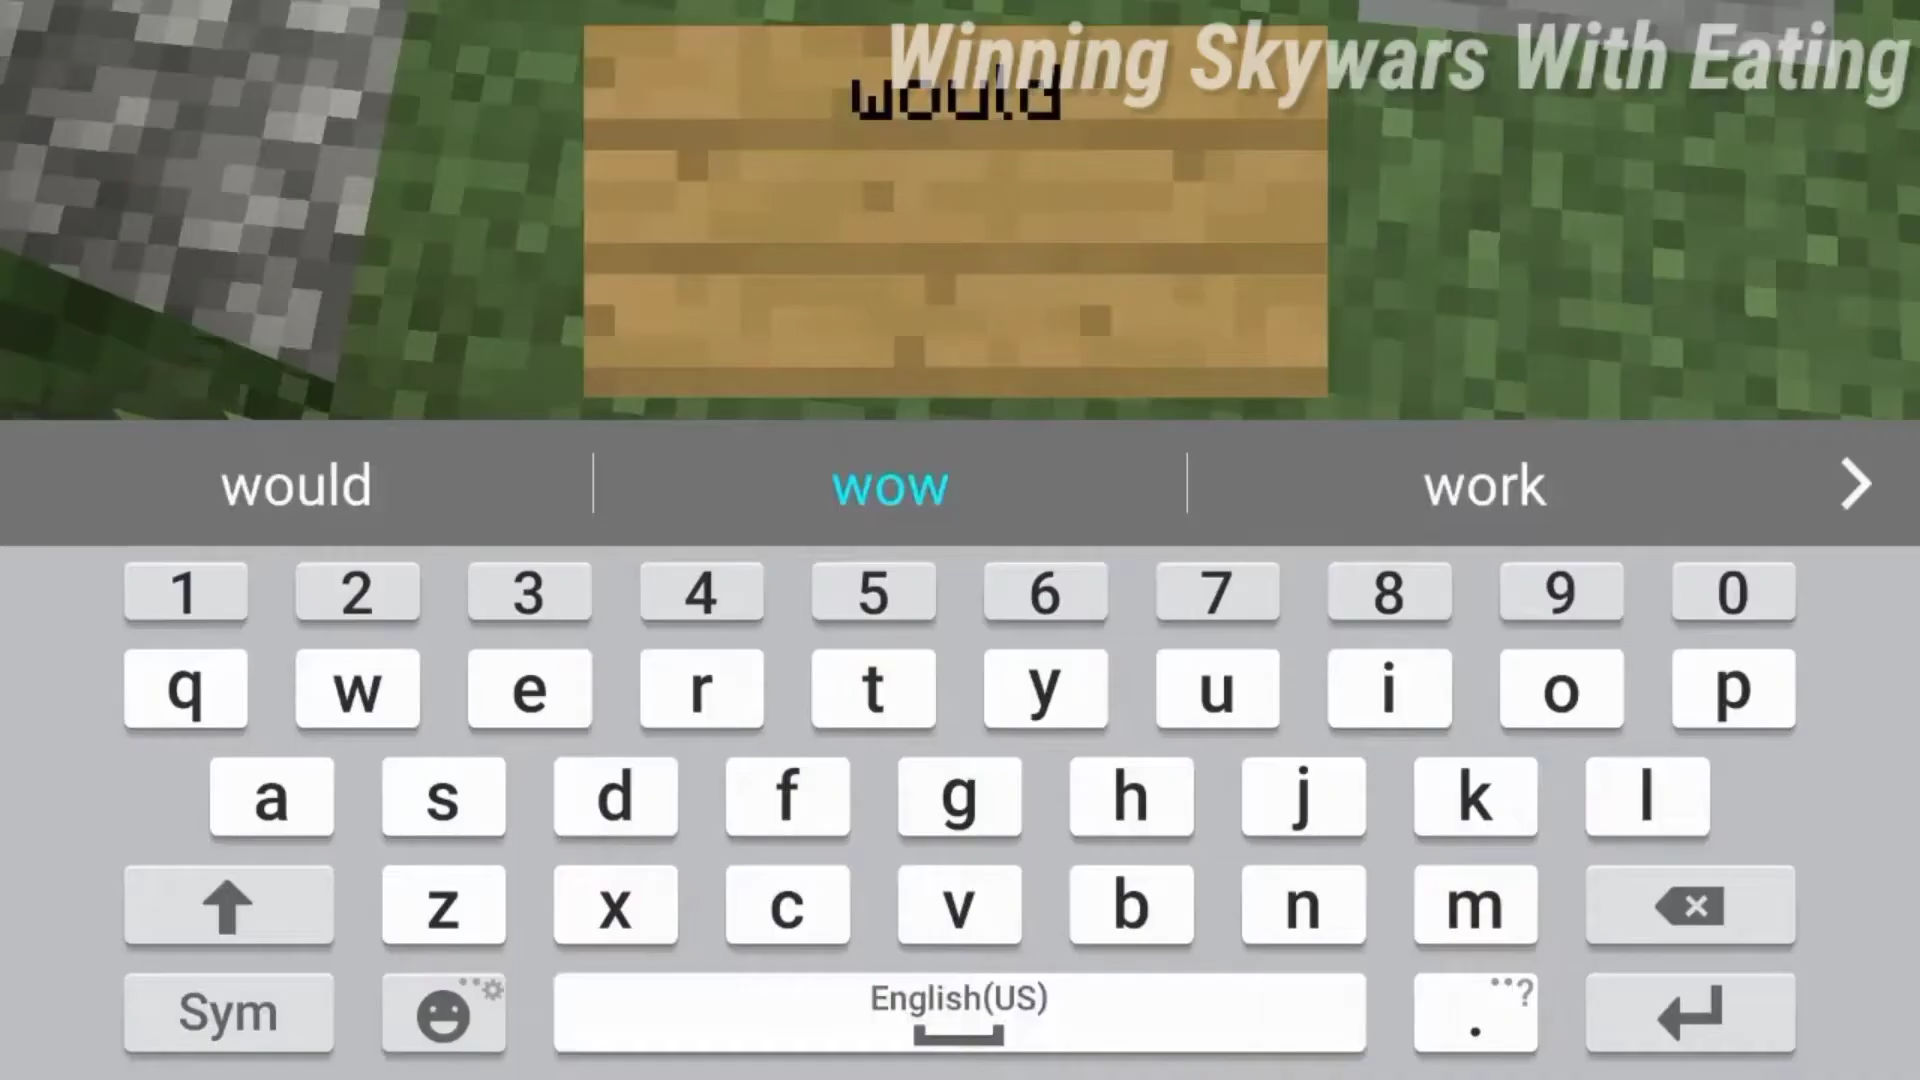 Winning Skywars With Eating
would
would wow work
1 2 3 4 5 6 7 8 9 0
q w e r t y u i o p
a s d f g h j k l
z x c v b n m
Sym English(US) . ?